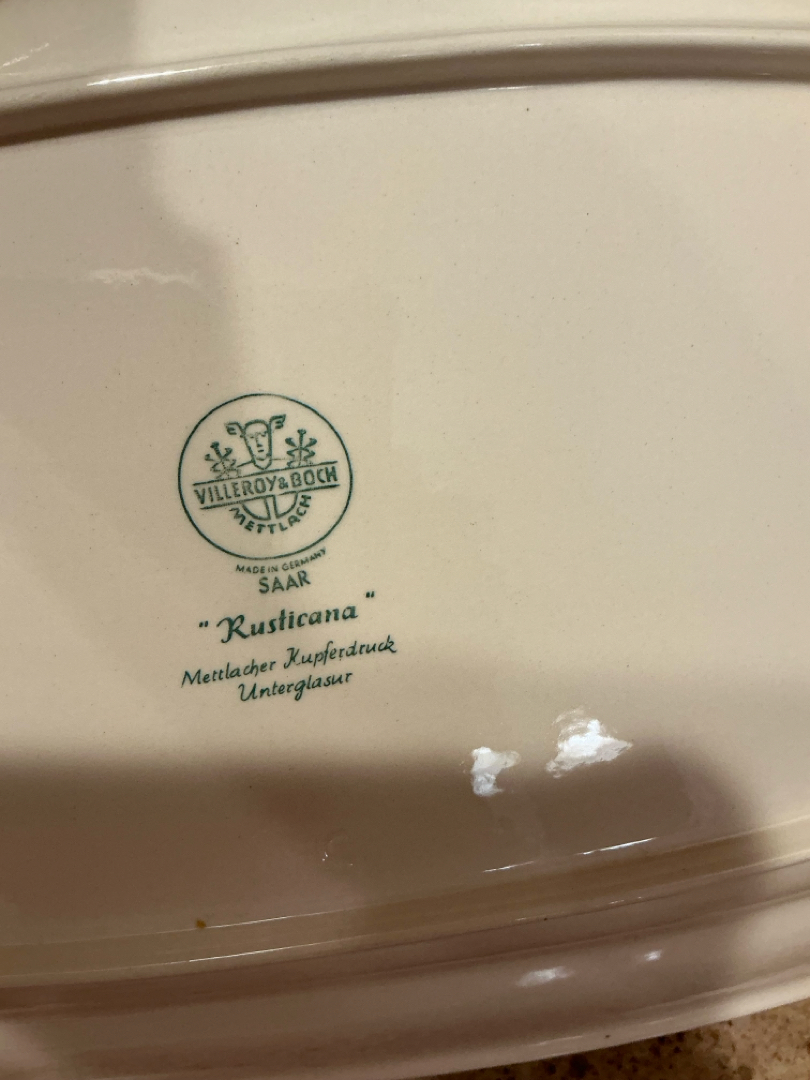 VILLEROY & BOCH
METTLACH
MADE IN GERMANY
SAAR
"Rusticana"
Mettlacher Kupferdruck
Unterglasur